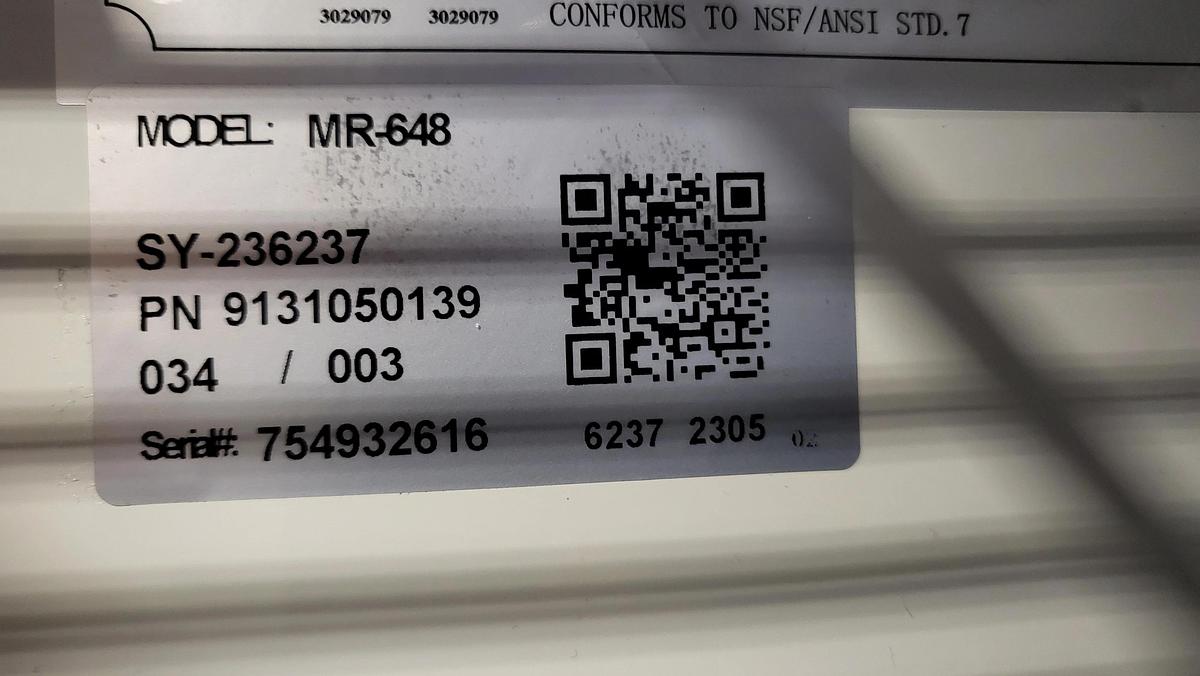 3029079 3029079 CONFORMS TO NSF/ANSI STD.7
MODEL: MR-648
SY-236237
PN 9131050139
034 / 003
Serial#: 754932616 6237 2305